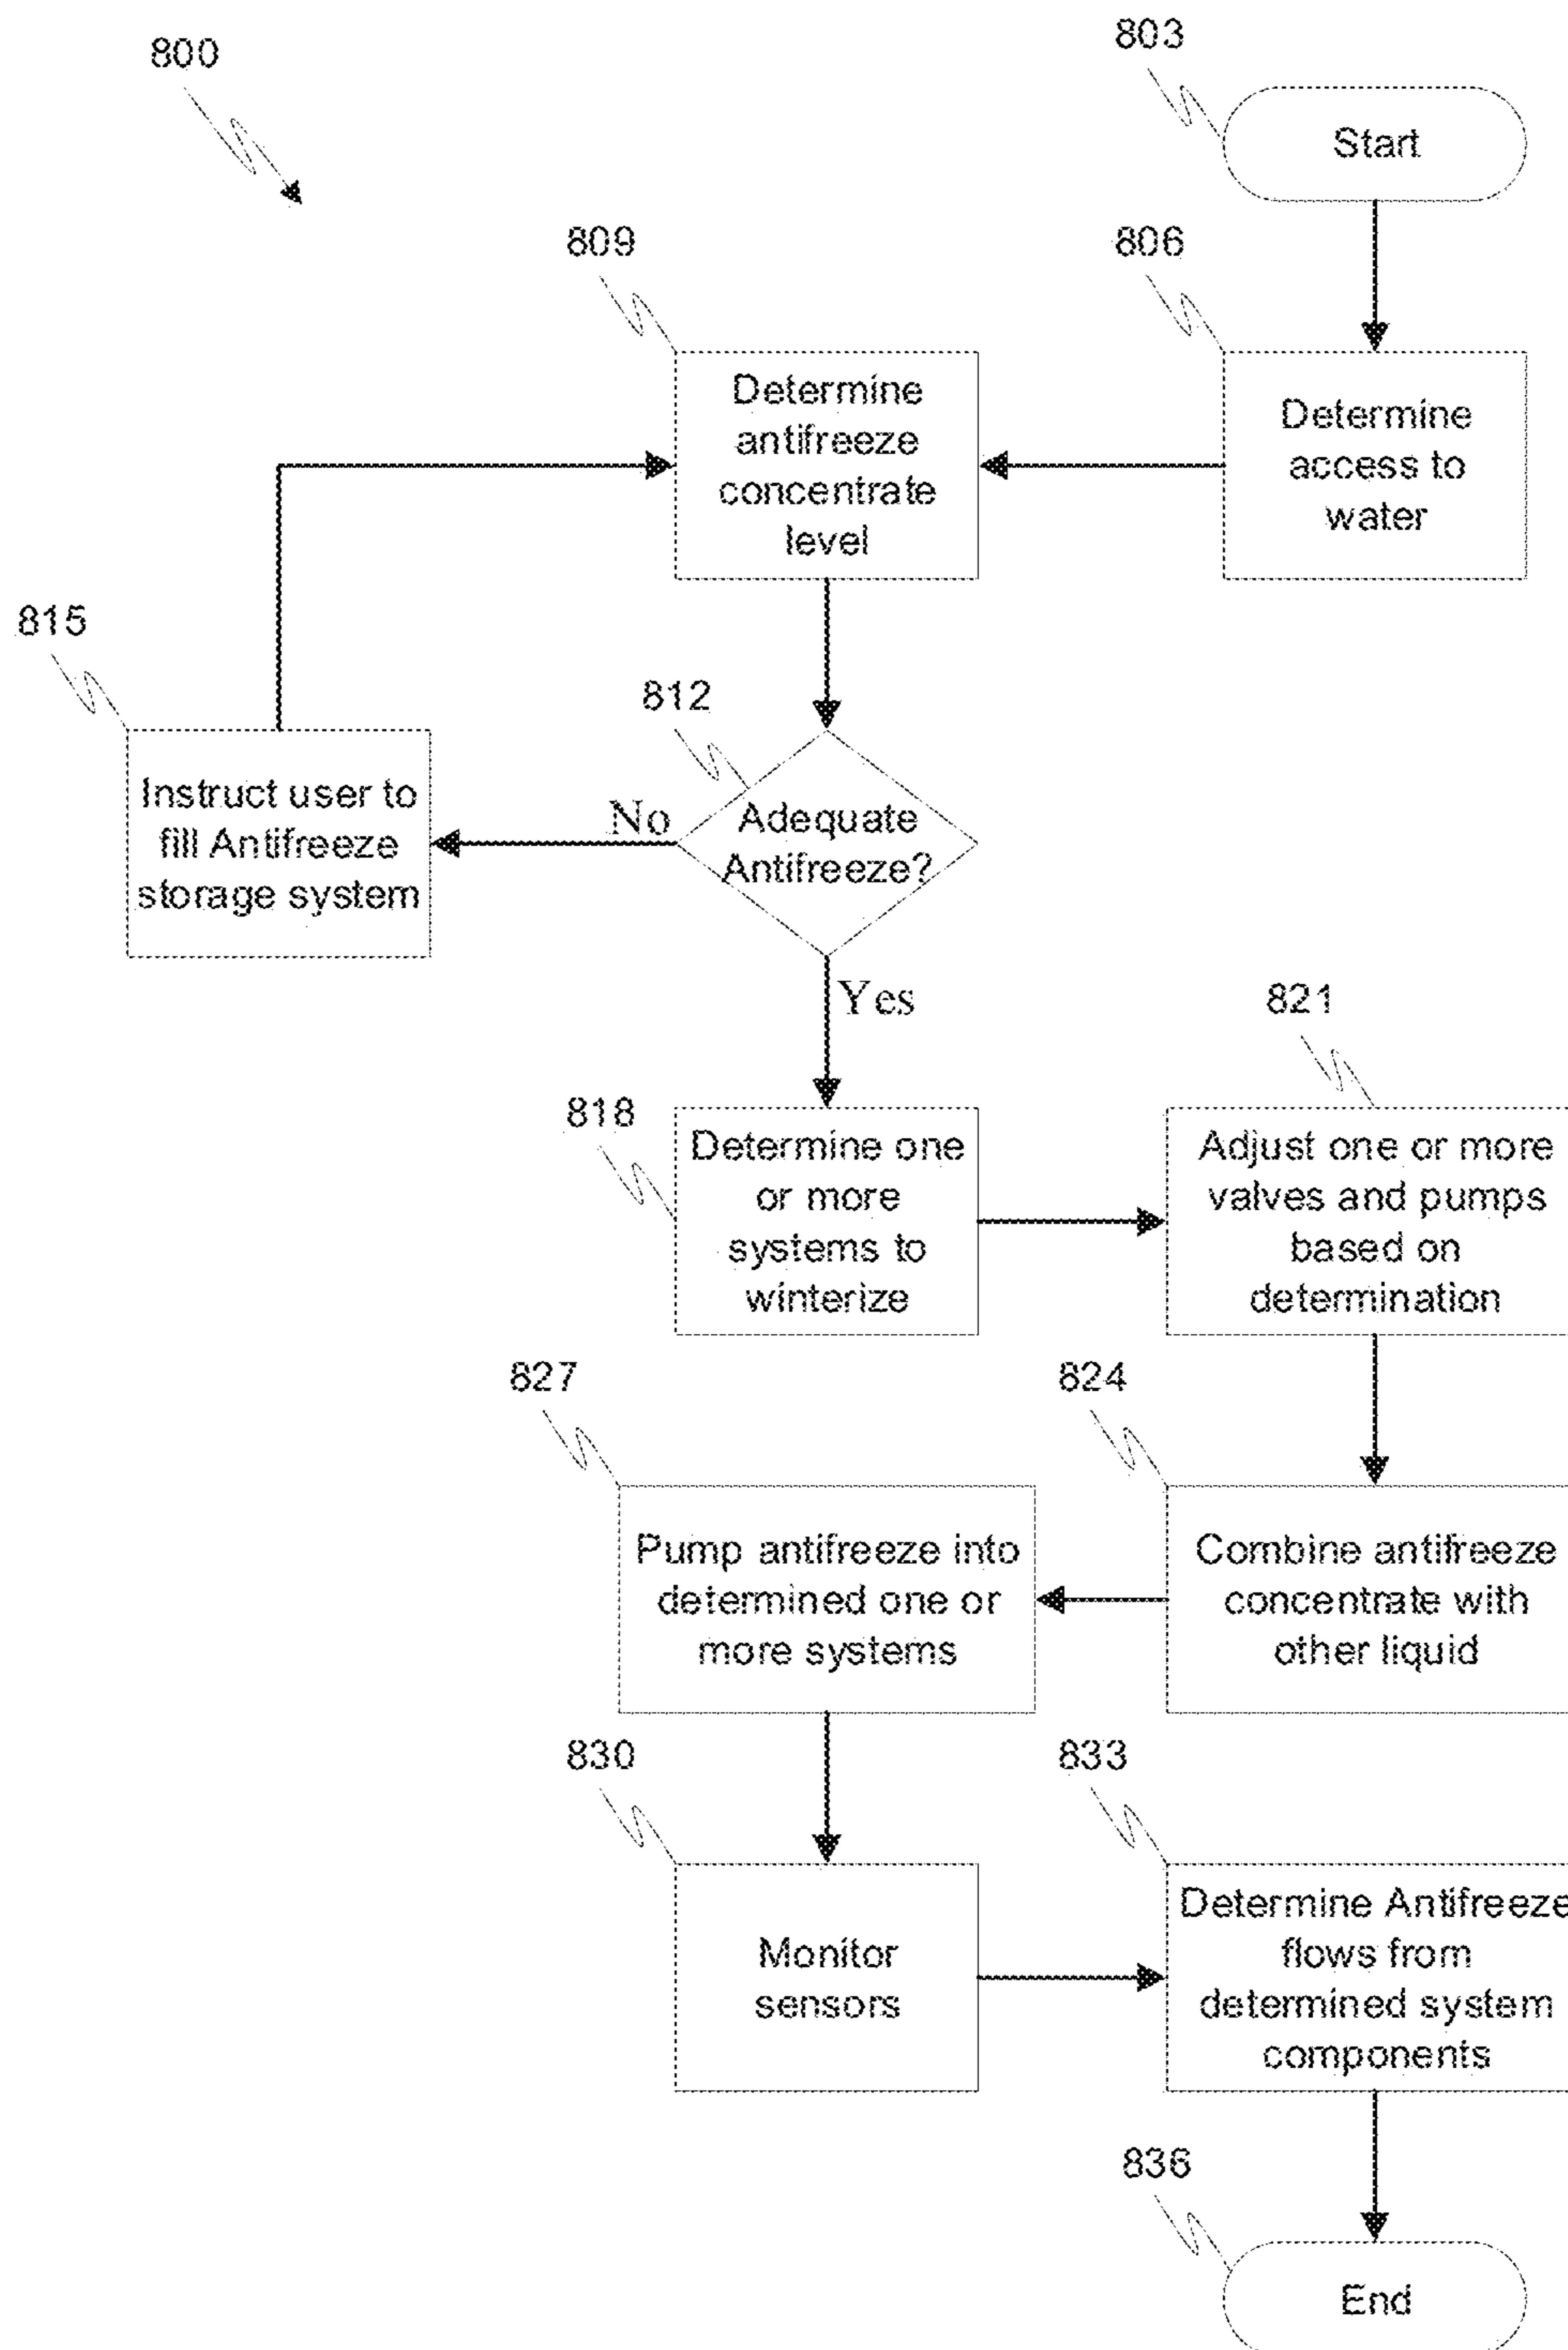 800
803
Start
809
806
Determine
antifreeze
concentrate
level
Determine
access to
water
815
812
Instruct user to
fill Antifreeze
storage system
No
Adequate
Antifreeze?
Yes
821
818
Determine one
or more
systems to
winterize
Adjust one or more
valves and pumps
based on
determination
827
824
Pump antifreeze into
determined one or
more systems
Combine antifreeze
concentrate with
other liquid
830
833
Monitor
sensors
Determine Antifreeze
flows from
determined system
components
836
End